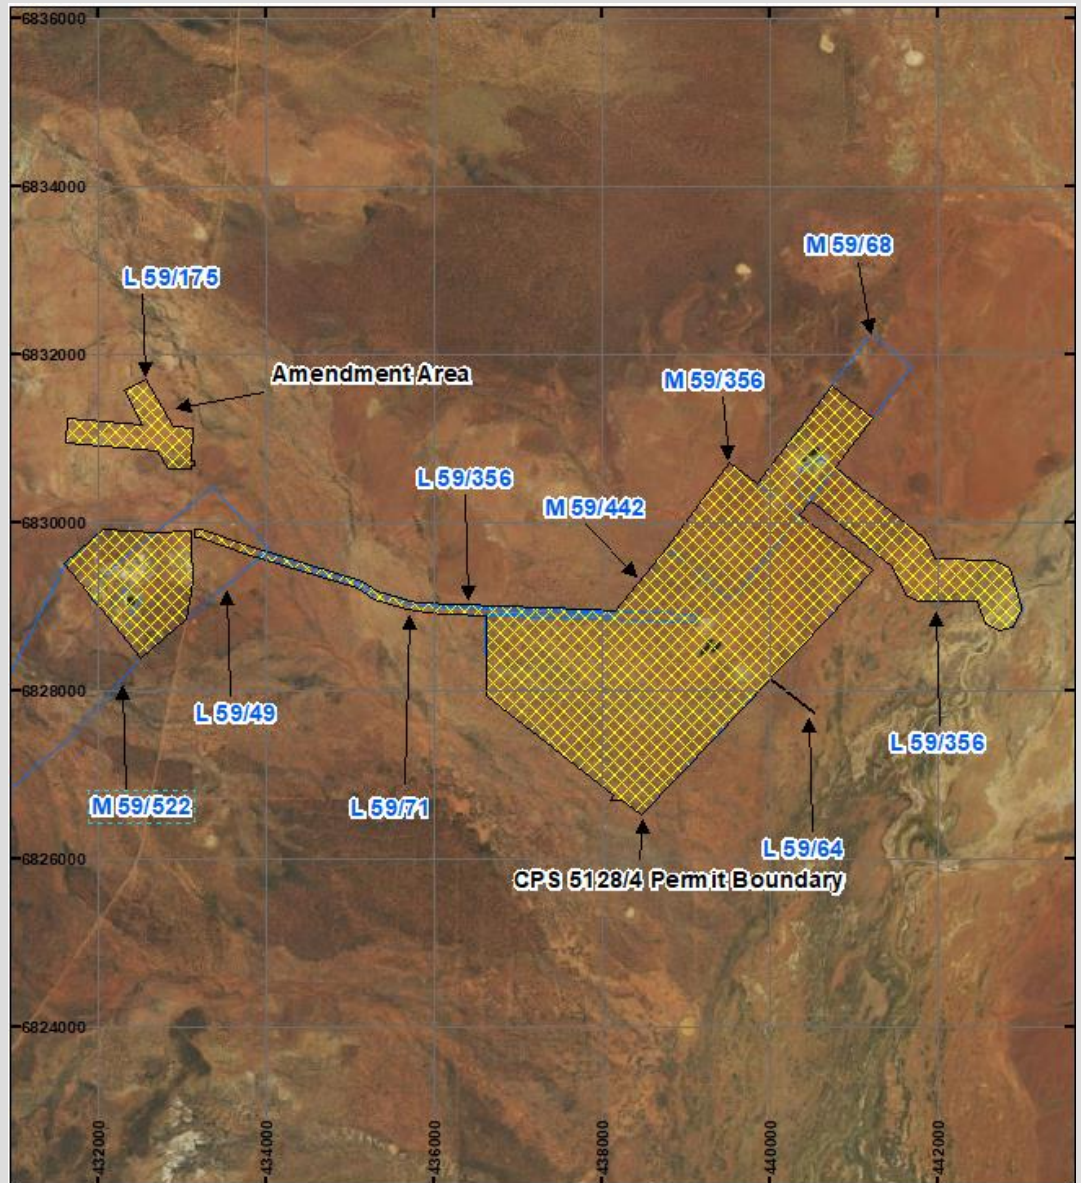 6836000
6834000
M 59/68
L 59/175
6832000
Amendment Area
M 59/356
L 59/356
M 59/442
6830000
6828000
L 59/49
L 59/356
M 59/522
L 59/71
L 59/64
6826000
CPS 5128/4 Permit Boundary
6824000
432000
434000
436000
438000
440000
442000